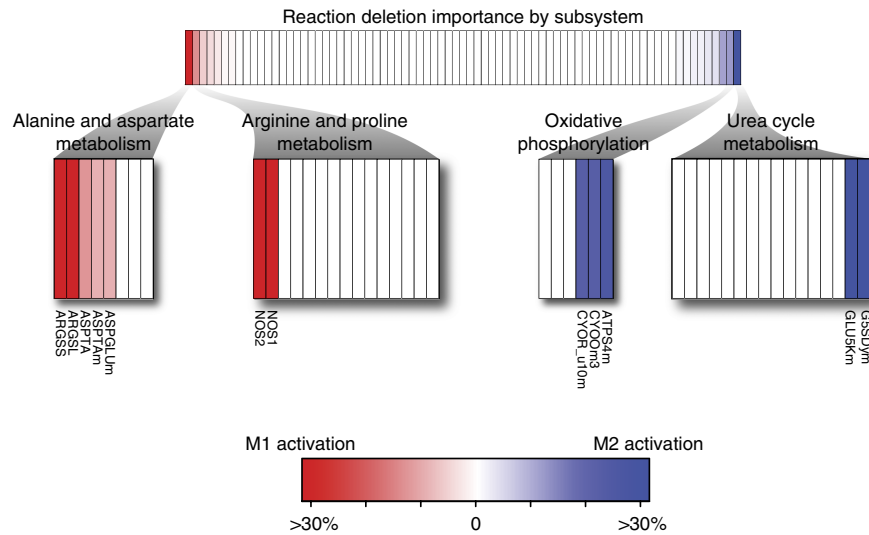 Reaction deletion importance by subsystem
Alanine and aspartate
metabolism
Arginine and proline
metabolism
Oxidative
phosphorylation
Urea cycle
metabolism
ARGSS
ARGSL
ASPTA
ASPTAm
ASPGLUm
NOS2
NOS1
CYOR_u10m
CYOOm3
ATPS4m
GLU5Km
G5SDym
M1 activation
M2 activation
>30%
0
>30%